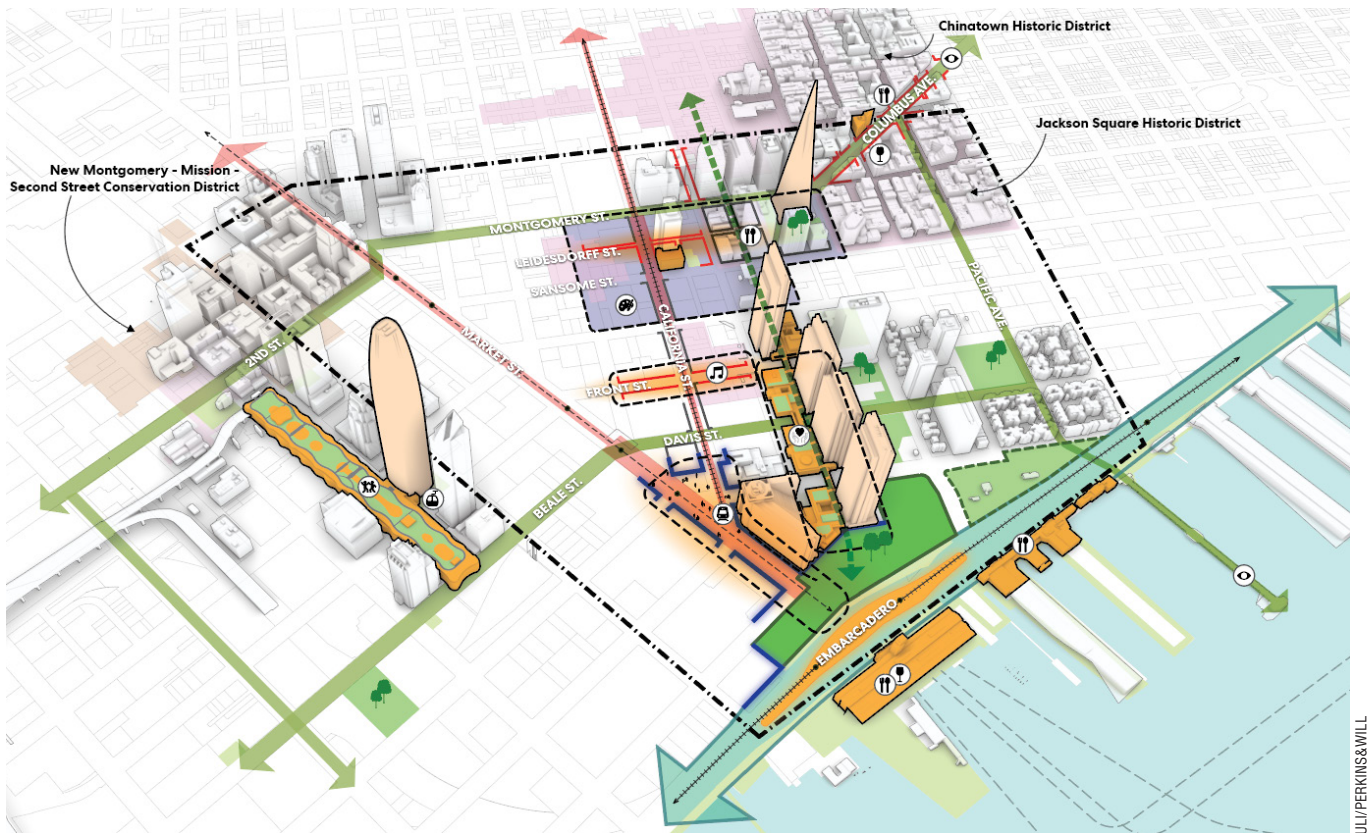 Chinatown Historic District
COLUMBUS AVE.
Jackson Square Historic District
New Montgomery - Mission -
Second Street Conservation District
MONTGOMERY ST.
LEIDESDORFF ST.
SANSOME ST.
CALIFORNIA ST.
PACIFIC AVE.
2ND ST.
MARKET ST.
FRONT ST.
DAVIS ST.
BEALE ST.
EMBARCADERO
ULI/PERKINS&WILL